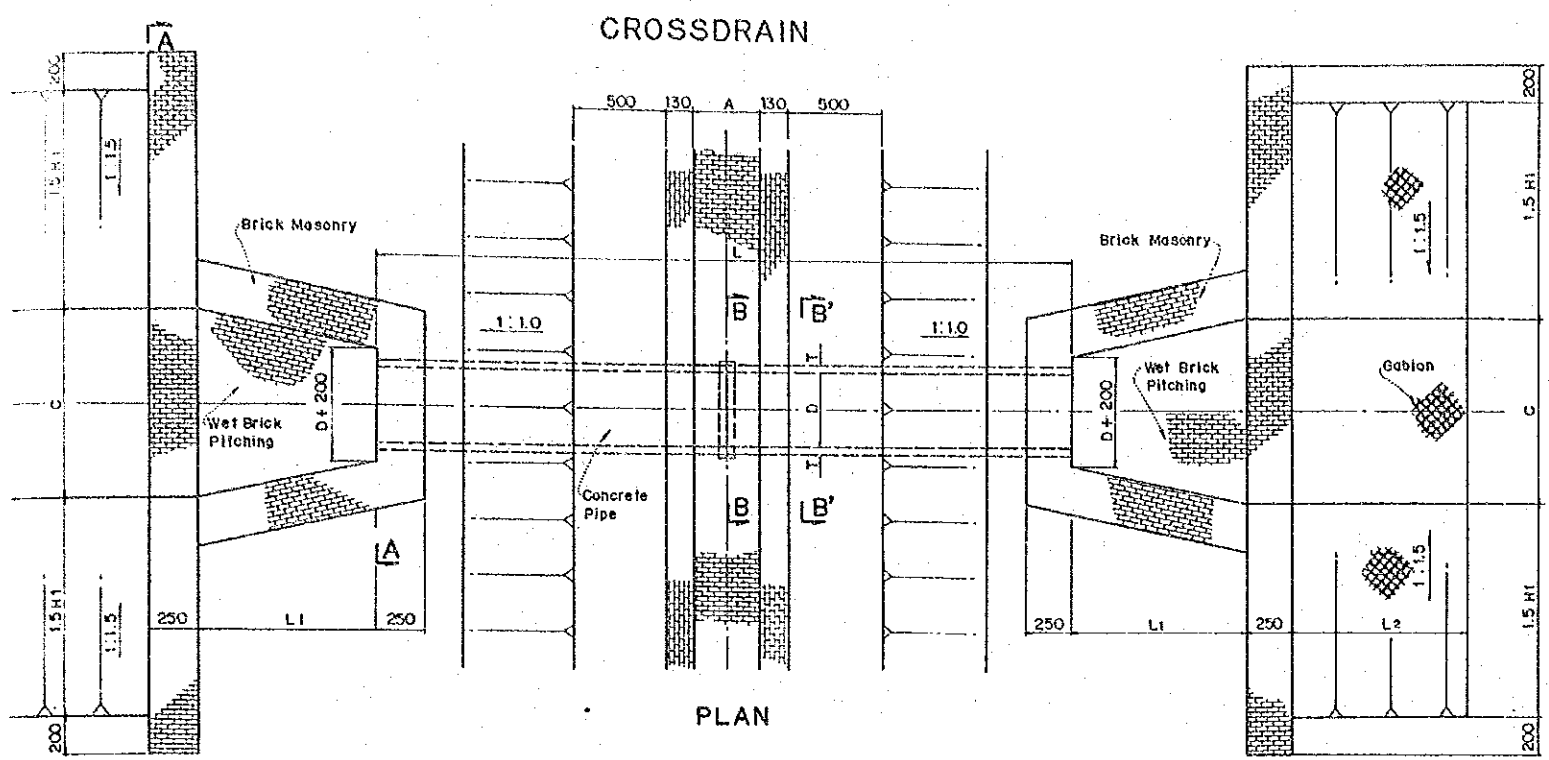 CROSSDRAIN
A
200
1.5 H1
1:1.5
500
130
A
130
500
200
1.5 H1
1:1.5
Brick Masonry
Brick Masonry
L
B
B'
1:1.0
1:1.0
T
D
T
C
D + 200
Wet Brick
Pitching
Wet Brick
Pitching
D + 200
Gabion
C
Concrete
Pipe
B
B'
A
1.5 H1
1:1.5
250
L1
250
250
L1
250
L2
1:1.5
1.5 H1
200
200
PLAN